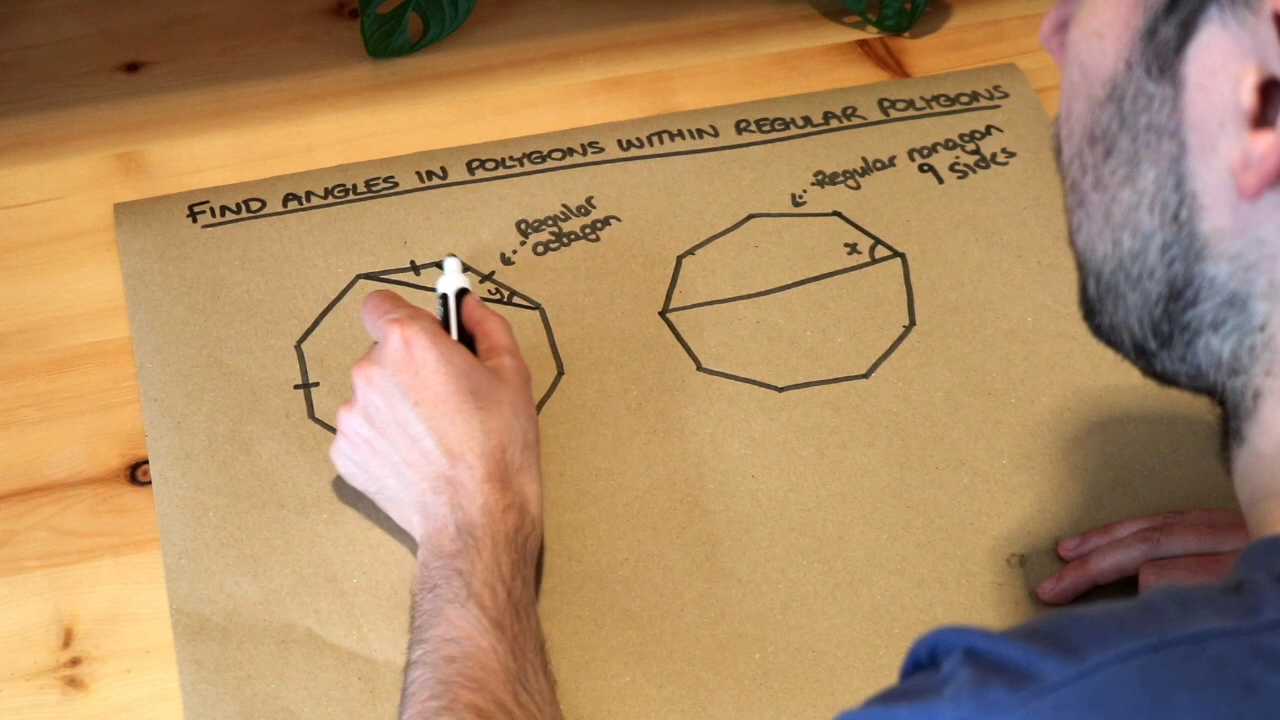 FIND ANGLES IN POLYGONS WITHIN REGULAR POLYGONS
Regular
octagon
y
Regular nonagon
9 sides
x